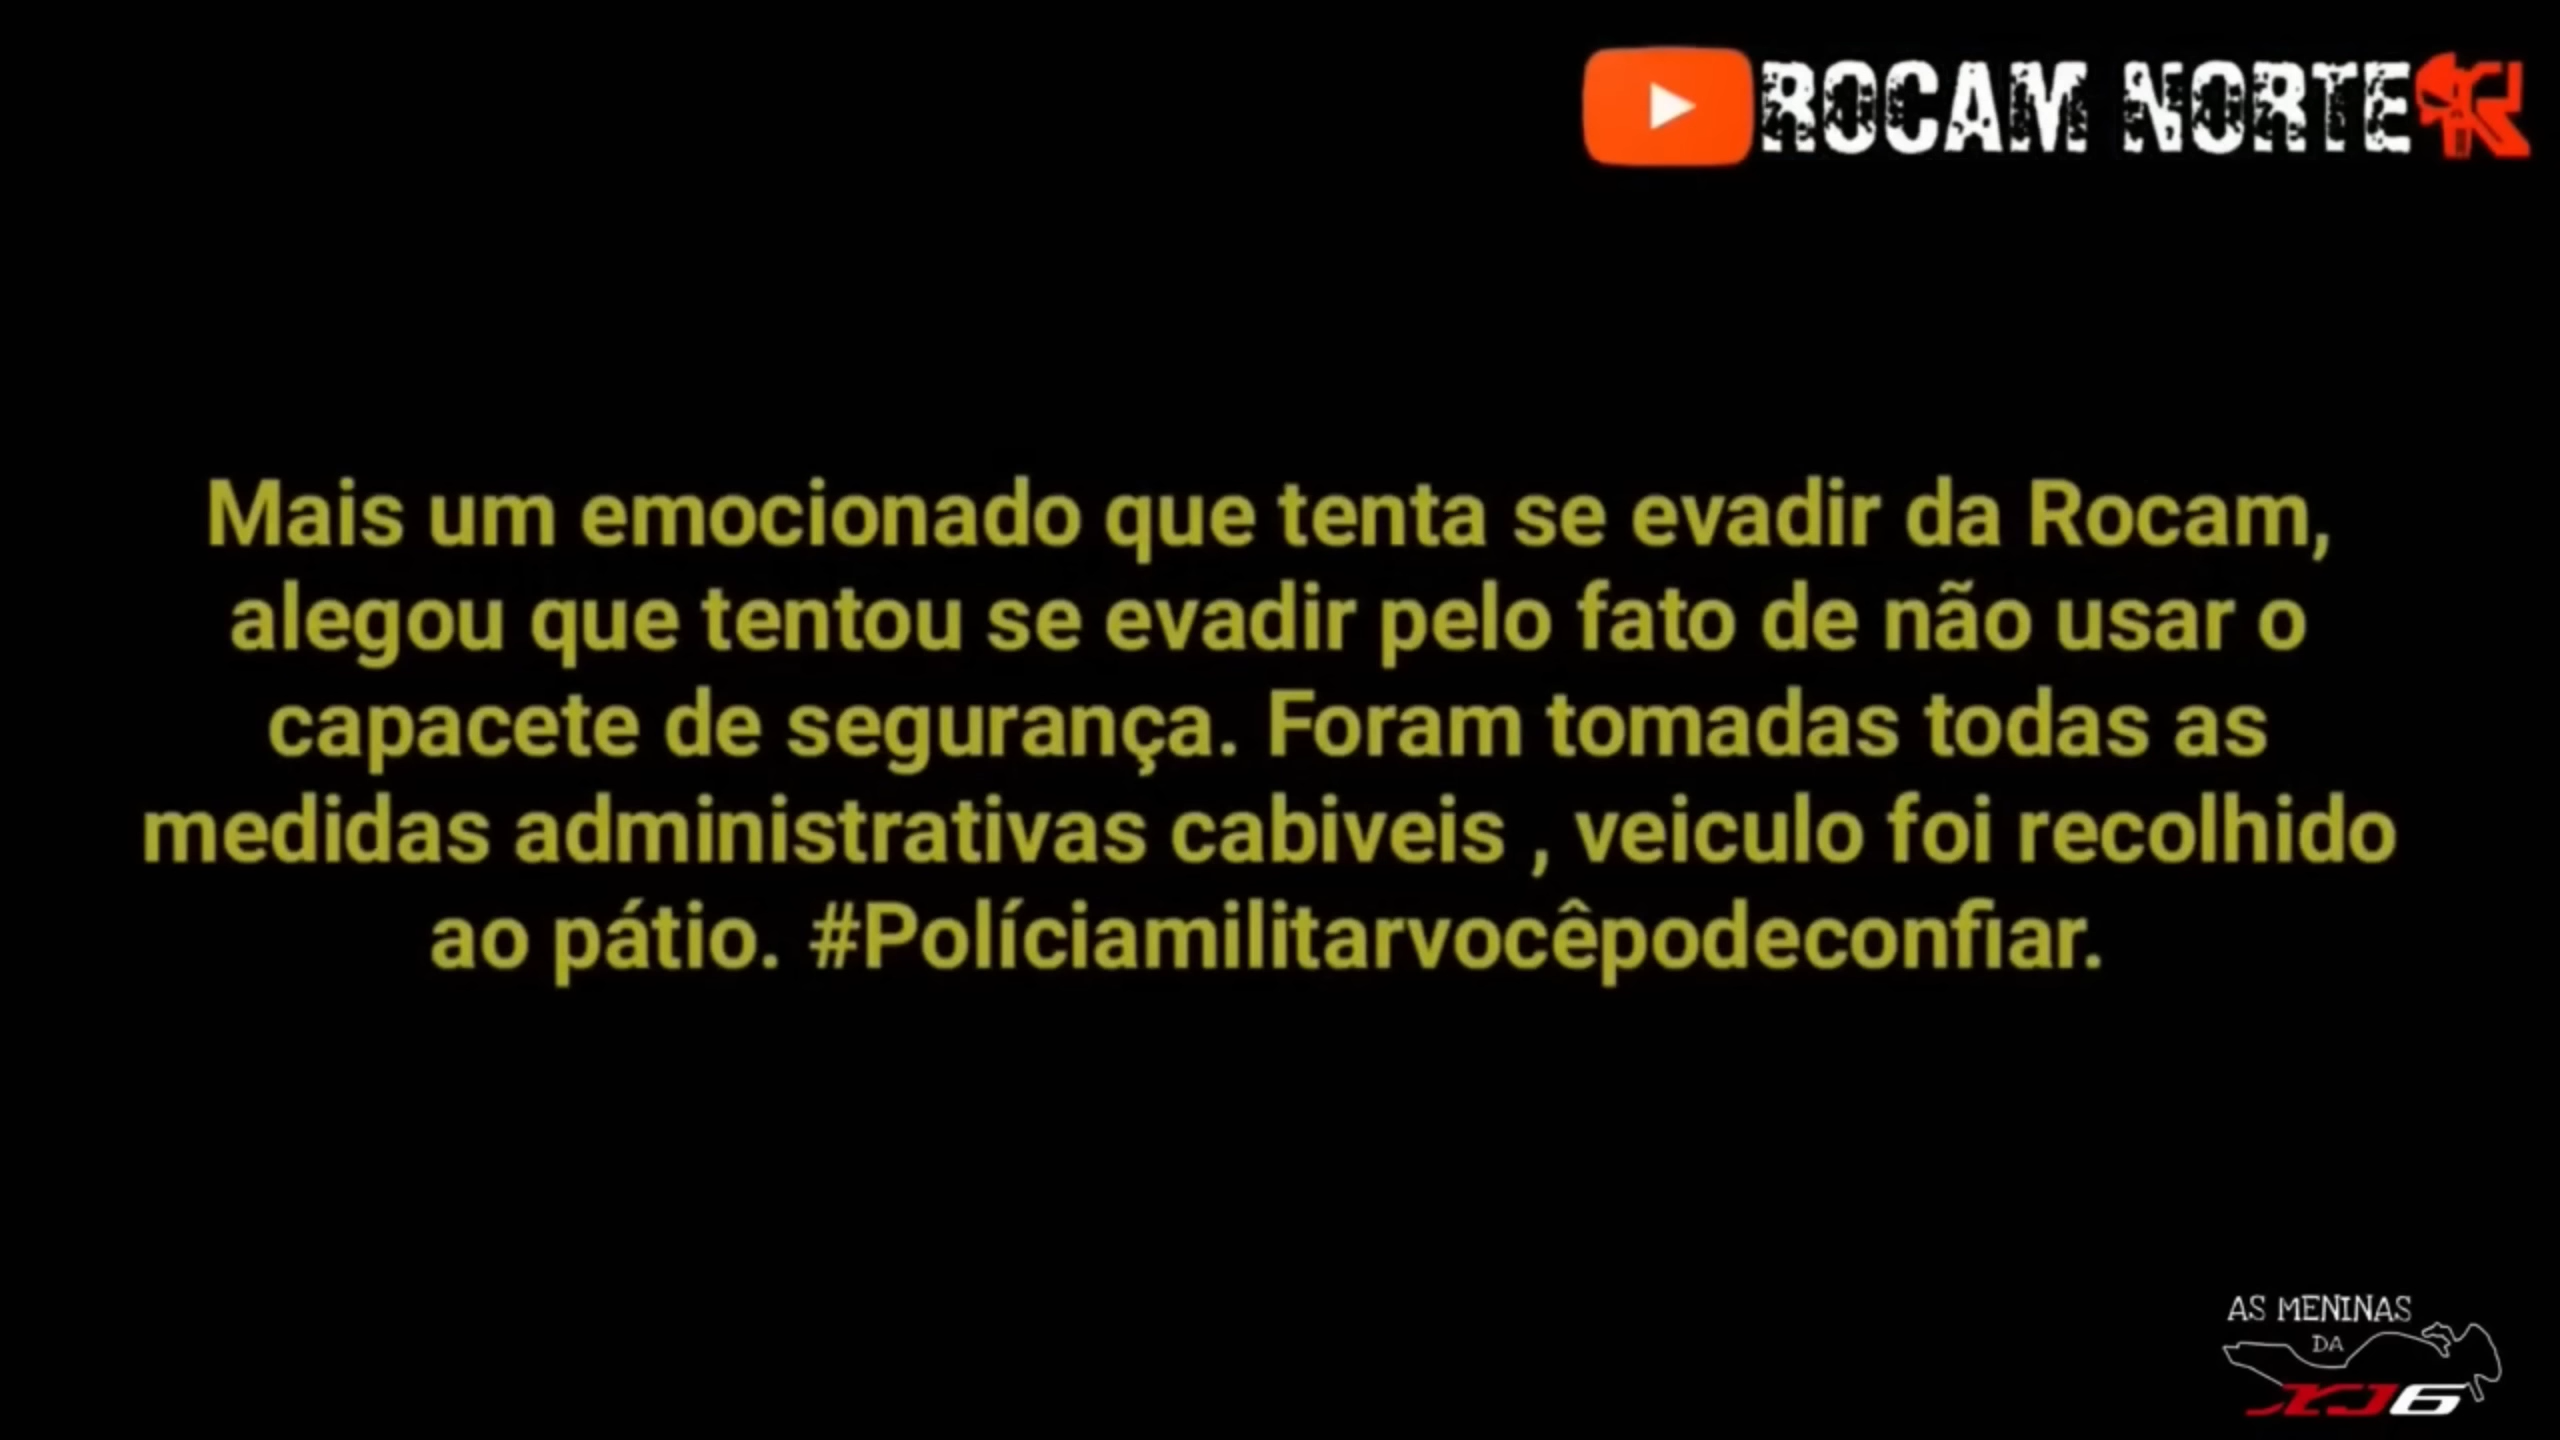 ROCAM NORTE
Mais um emocionado que tenta se evadir da Rocam,
alegou que tentou se evadir pelo fato de não usar o
capacete de segurança. Foram tomadas todas as
medidas administrativas cabiveis , veiculo foi recolhido
ao pátio. #Políciamilitarvocêpodeconfiar.
AS MENINAS
DA
XJ6